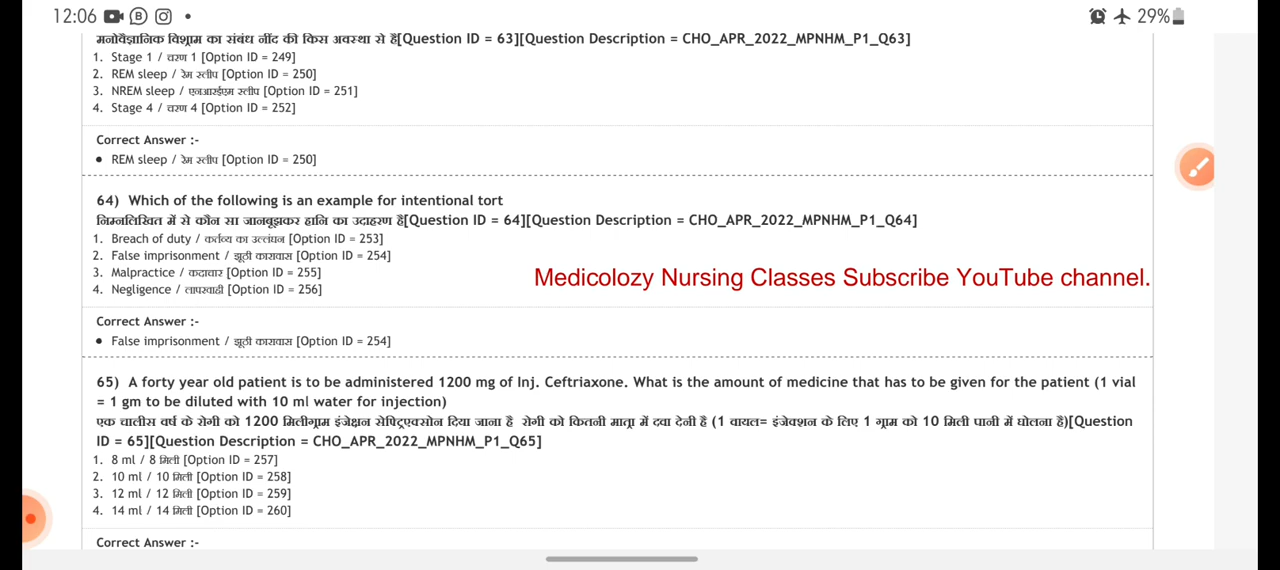 12:06
29%
मनोवैज्ञानिक विश्राम का संबंध नींद की किस अवस्था से है[Question ID = 63][Question Description = CHO_APR_2022_MPNHM_P1_Q63]
1. Stage 1 / चरण 1 [Option ID = 249]
2. REM sleep / रेम स्लीप [Option ID = 250]
3. NREM sleep / एनआरईएम स्लीप [Option ID = 251]
4. Stage 4 / चरण 4 [Option ID = 252]
Correct Answer :-
• REM sleep / रेम स्लीप [Option ID = 250]
64) Which of the following is an example for intentional tort
निम्नलिखित में से कौन सा जानबूझकर हानि का उदाहरण है[Question ID = 64][Question Description = CHO_APR_2022_MPNHM_P1_Q64]
1. Breach of duty / कर्तव्य का उल्लंघन [Option ID = 253]
2. False imprisonment / झूठी कारावास [Option ID = 254]
3. Malpractice / कदाचार [Option ID = 255]
4. Negligence / लापरवाही [Option ID = 256]
Medicolozy Nursing Classes Subscribe YouTube channel.
Correct Answer :-
• False imprisonment / झूठी कारावास [Option ID = 254]
65) A forty year old patient is to be administered 1200 mg of Inj. Ceftriaxone. What is the amount of medicine that has to be given for the patient (1 vial
= 1 gm to be diluted with 10 ml water for injection)
एक चालीस वर्ष के रोगी को 1200 मिलीग्राम इंजेक्षन सेफ्ट्रिएक्सोन दिया जाना है रोगी को कितनी मात्रा में दवा देनी है (1 वायल= इंजेक्शन के लिए 1 ग्राम को 10 मिली पानी में घोलना है)[Question
ID = 65][Question Description = CHO_APR_2022_MPNHM_P1_Q65]
1. 8 ml / 8 मिली [Option ID = 257]
2. 10 ml / 10 मिली [Option ID = 258]
3. 12 ml / 12 मिली [Option ID = 259]
4. 14 ml / 14 मिली [Option ID = 260]
Correct Answer :-